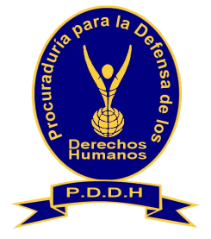 Procuraduría para la Defensa de los
Derechos
Humanos
P.D.D.H